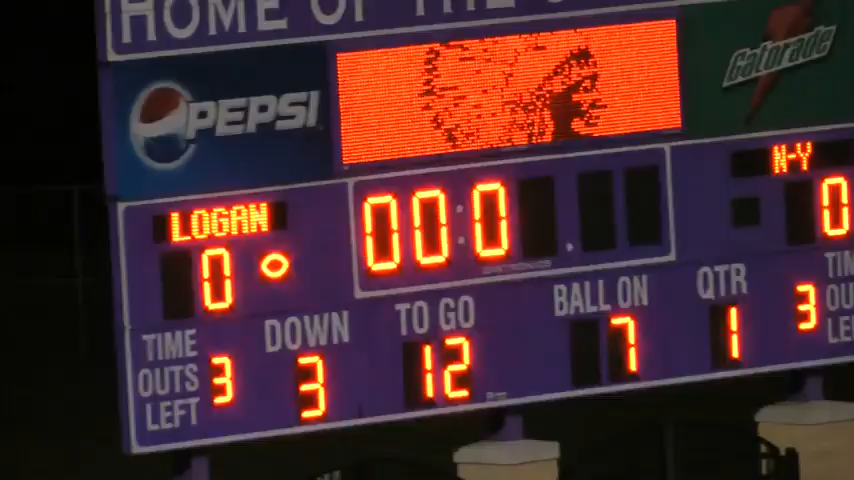 HOME OF THE
PEPSI
Gatorade
LOGAN
N-Y
0
00:0
0
TIME OUTS LEFT 3
DOWN 3
TO GO 12
BALL ON 7
QTR 1
3